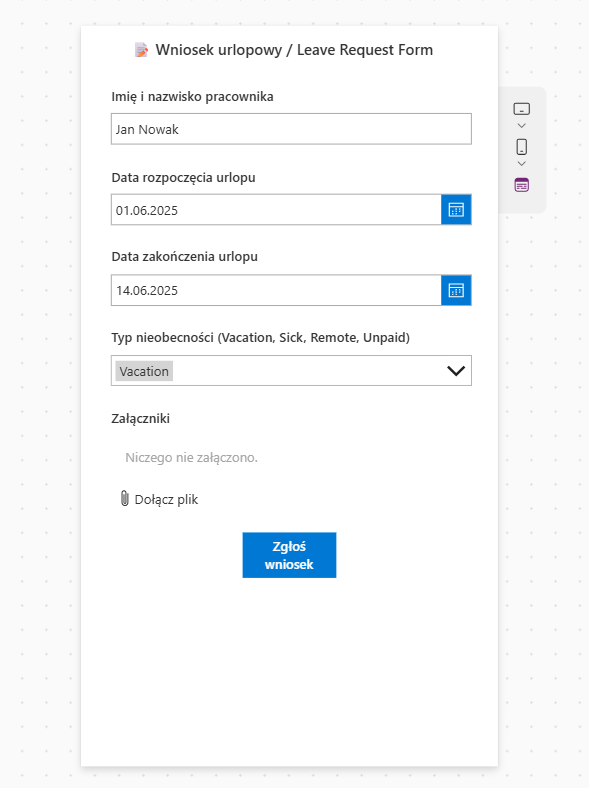 Wniosek urlopowy / Leave Request Form
Imię i nazwisko pracownika
Jan Nowak
Data rozpoczęcia urlopu
01.06.2025
Data zakończenia urlopu
14.06.2025
Typ nieobecności (Vacation, Sick, Remote, Unpaid)
Vacation
Załączniki
Niczego nie załączono.
Dołącz plik
Zgłoś
wniosek